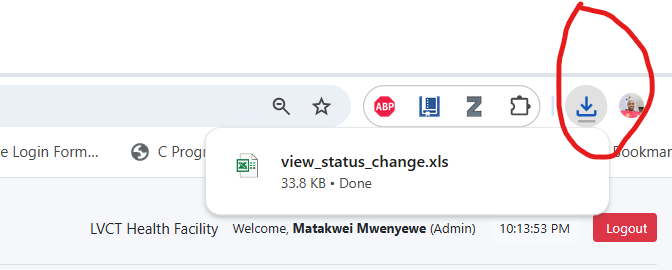 ABP
Z
e Login Form...
C Progr
Bookmar
view_status_change.xls
33.8 KB • Done
LVCT Health Facility
Welcome, Matakwei Mwenyewe (Admin)
10:13:53 PM
Logout